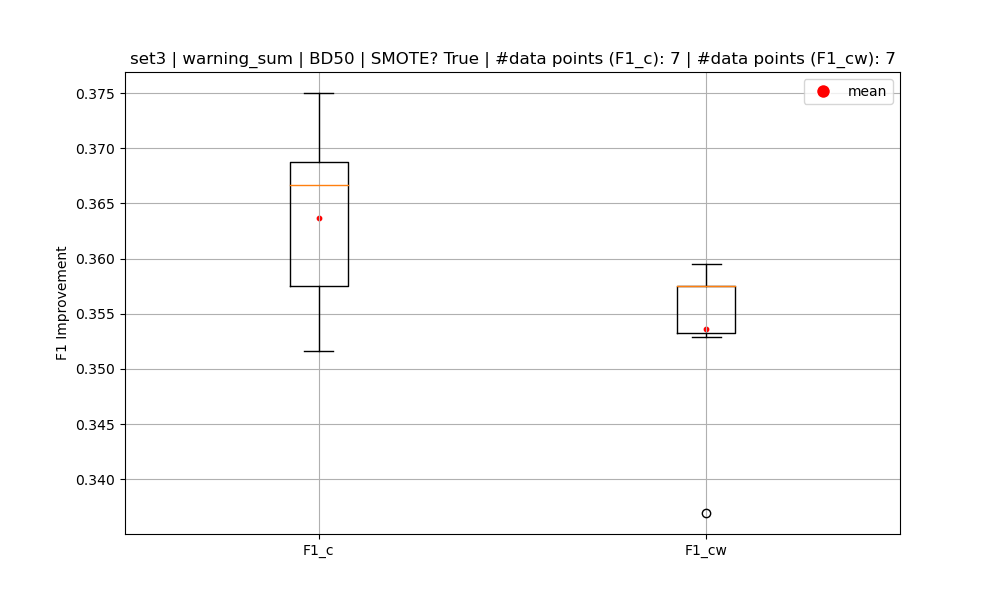 set3 | warning_sum | BD50 | SMOTE? True | #data points (F1_c): 7 | #data points (F1_cw): 7
mean
0.375
0.370
0.365
0.360
0.355
0.350
0.345
0.340
F1 Improvement
F1_c
F1_cw